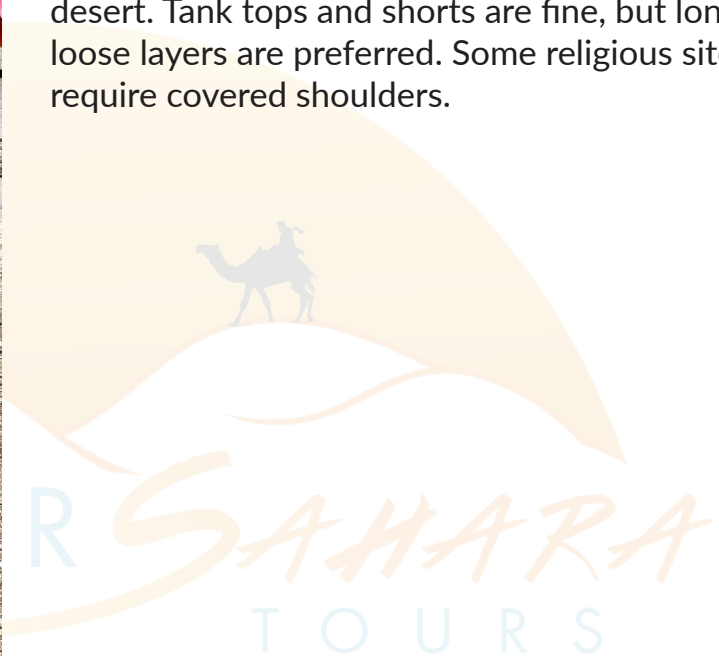 desert. Tank tops and shorts are fine, but lon
loose layers are preferred. Some religious sit
require covered shoulders.
R SAHARA
TOURS